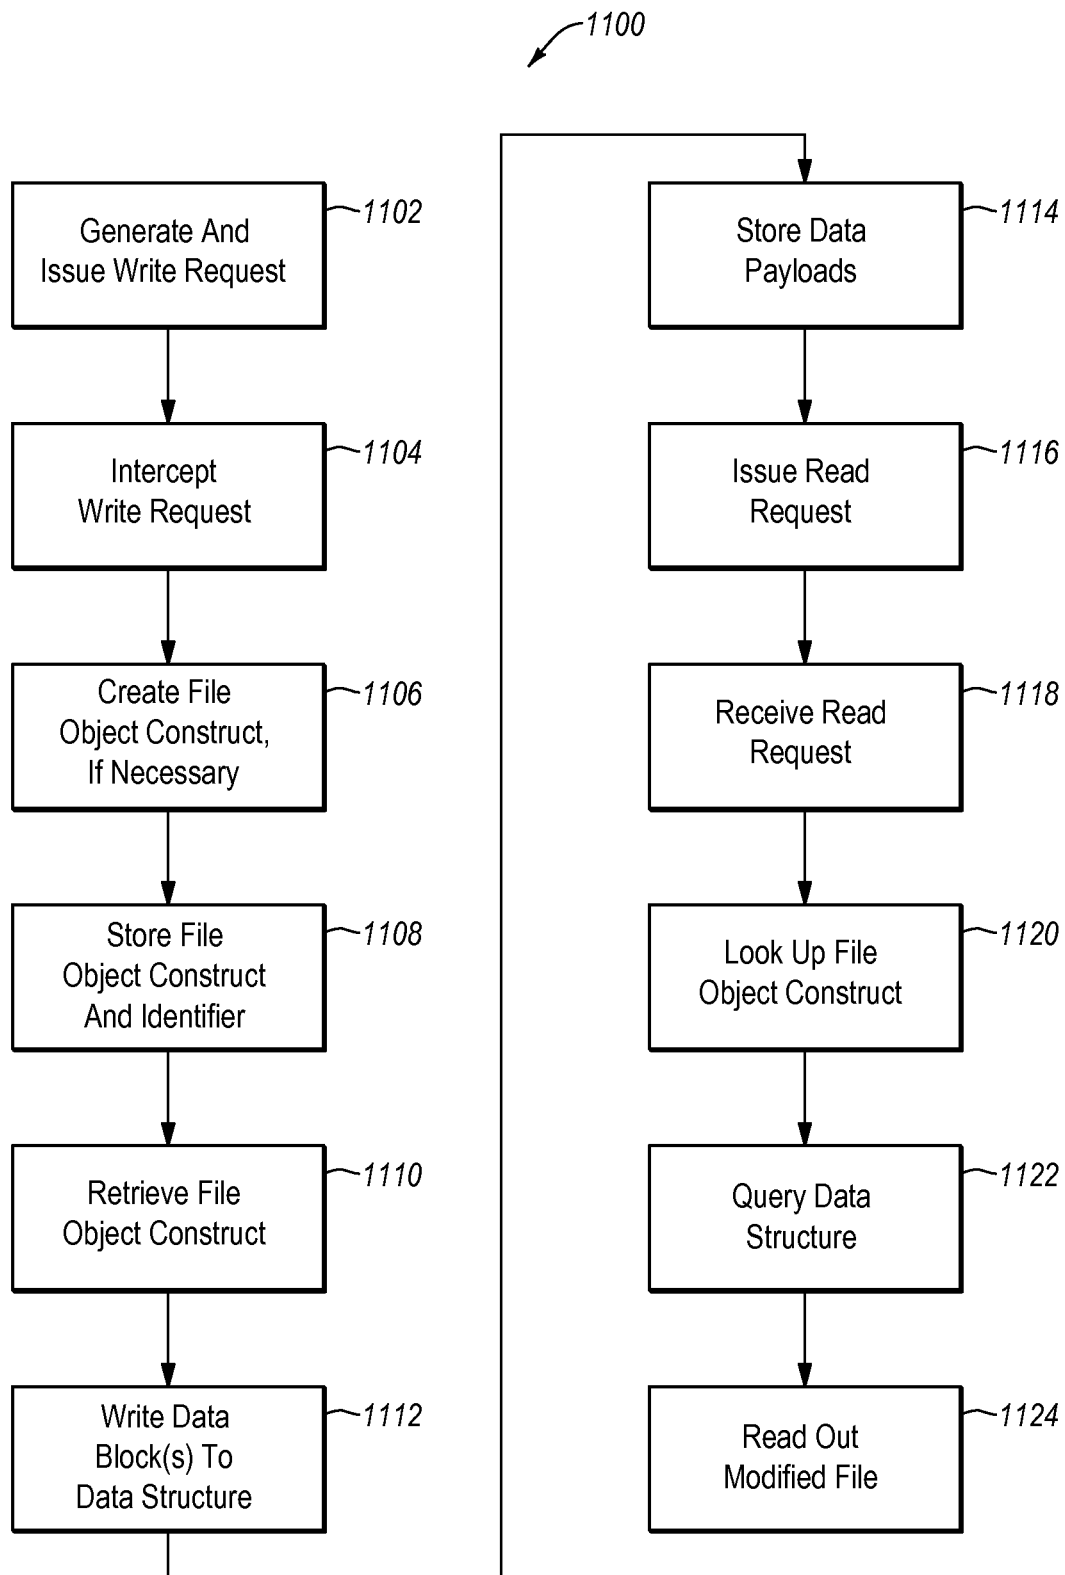 1100
Generate And
Issue Write Request
1102
Intercept
Write Request
1104
Create File
Object Construct,
If Necessary
1106
Store File
Object Construct
And Identifier
1108
Retrieve File
Object Construct
1110
Write Data
Block(s) To
Data Structure
1112
Store Data
Payloads
1114
Issue Read
Request
1116
Receive Read
Request
1118
Look Up File
Object Construct
1120
Query Data
Structure
1122
Read Out
Modified File
1124